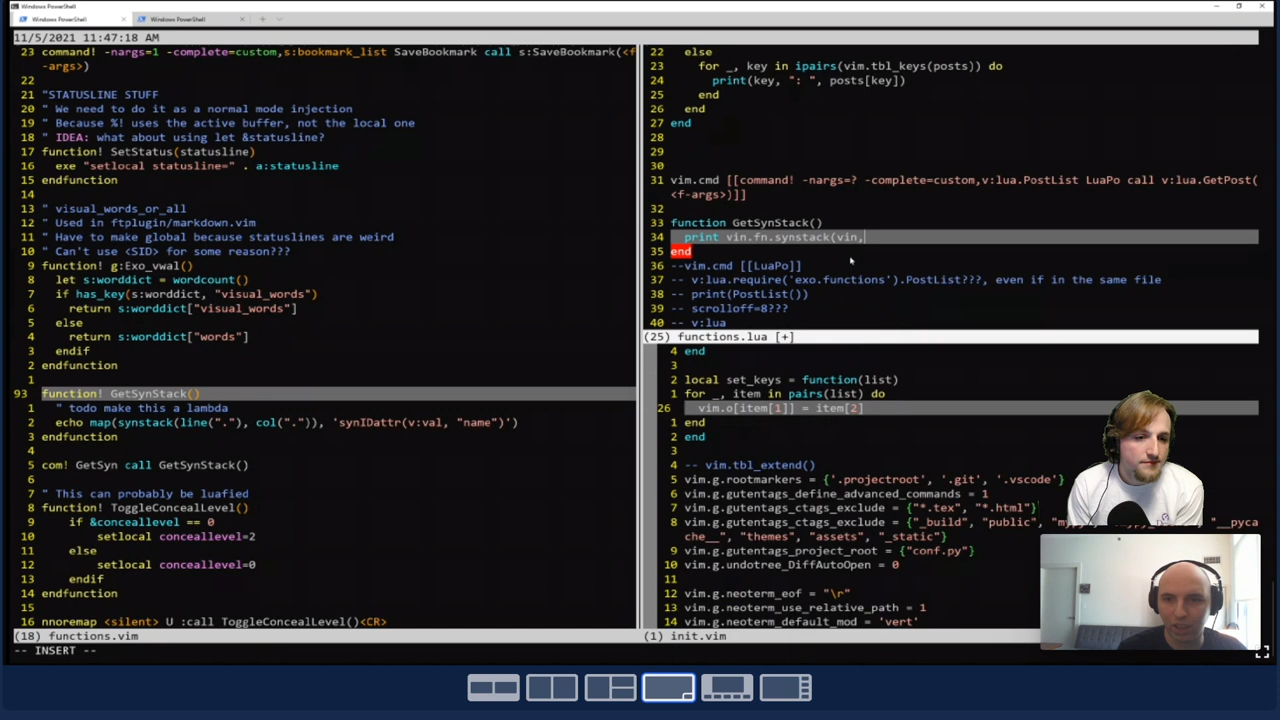 Windows PowerShell
Windows PowerShell
Windows PowerShell
11/5/2021 11:47:18 AM
23 command! -nargs=1 -complete=custom,s:bookmark_list SaveBookmark call s:SaveBookmark(<f
-args>)
22
21 "STATUSLINE STUFF
20 " We need to do it as a normal mode injection
19 " Because %! uses the active buffer, not the local one
18 " IDEA: what about using let &statusline?
17 function! SetStatus(statusline)
16   exe "setlocal statusline=" . a:statusline
15 endfunction
14
13 " visual_words_or_all
12 " Used in ftplugin/markdown.vim
11 " Have to make global because statuslines are weird
10 " Can't use <SID> for some reason???
9 function! g:Exo_vwal()
8   let s:worddict = wordcount()
7   if has_key(s:worddict, "visual_words")
6     return s:worddict["visual_words"]
5   else
4     return s:worddict["words"]
3   endif
2 endfunction
1
93 function! GetSynStack()
1   " todo make this a lambda
2   echo map(synstack(line("."), col(".")), 'synIDattr(v:val, "name")')
3 endfunction
4
5 com! GetSyn call GetSynStack()
6
7 " This can probably be luafied
8 function! ToggleConcealLevel()
9     if &conceallevel == 0
10         setlocal conceallevel=2
11     else
12         setlocal conceallevel=0
13     endif
14 endfunction
15
16 nnoremap <silent> U :call ToggleConcealLevel()<CR>
(18) functions.vim
-- INSERT --
22   else
23     for _, key in ipairs(vim.tbl_keys(posts)) do
24       print(key, ": ", posts[key])
25     end
26   end
27 end
28
29
30
31 vim.cmd [[command! -nargs=? -complete=custom,v:lua.PostList LuaPo call v:lua.GetPost(
<f-args>)]]
32
33 function GetSynStack()
34   print vin.fn.synstack(vin,
35 end
36 --vim.cmd [[LuaPo]]
37 -- v:lua.require('exo.functions').PostList???, even if in the same file
38 -- print(PostList())
39 -- scrolloff=8???
40 -- v:lua
(25) functions.lua [+]
4 end
3
2 local set_keys = function(list)
1 for _, item in pairs(list) do
26   vim.o[item[1]] = item[2]
1 end
2 end
3
4 -- vim.tbl_extend()
5 vim.g.rootmarkers = {'.projectroot', '.git', '.vscode'}
6 vim.g.gutentags_define_advanced_commands = 1
7 vim.g.gutentags_ctags_exclude = {"*.tex", "*.html"}
8 vim.g.gutentags_ctags_exclude = {"_build", "public",
che__", "themes", "assets", "_static"}
9 vim.g.gutentags_project_root = {"conf.py"}
10 vim.g.undotree_DiffAutoOpen = 0
11
12 vim.g.neoterm_eof = "\r"
13 vim.g.neoterm_use_relative_path = 1
14 vim.g.neoterm_default_mod = 'vert'
(1) init.vim